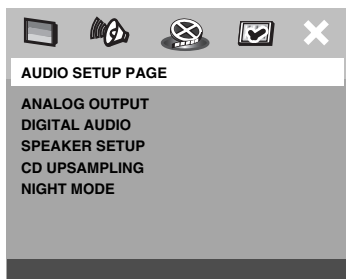 AUDIO SETUP PAGE
ANALOG OUTPUT
DIGITAL AUDIO
SPEAKER SETUP
CD UPSAMPLING
NIGHT MODE